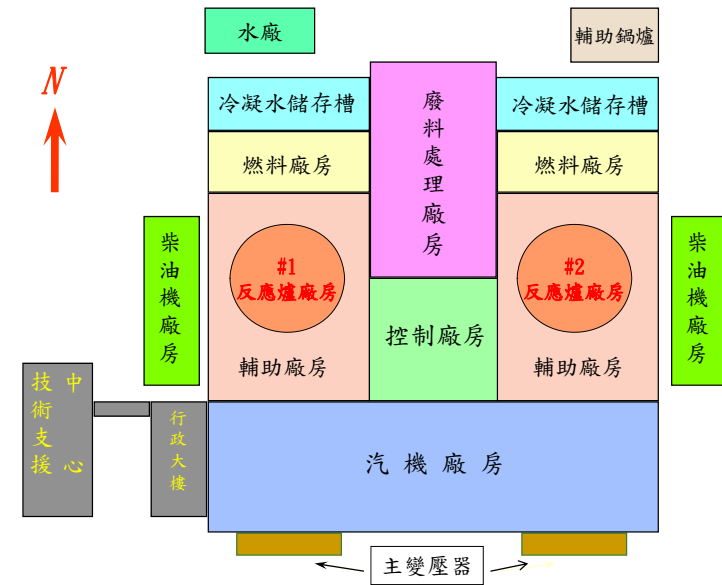 水廠
輔助鍋爐
N
冷凝水儲存槽
廢料處理廠房
冷凝水儲存槽
燃料廠房
燃料廠房
柴油機廠房
#1
反應爐廠房
#2
反應爐廠房
柴油機廠房
控制廠房
輔助廠房
輔助廠房
技術支援
中心
行政大樓
汽機廠房
主變壓器